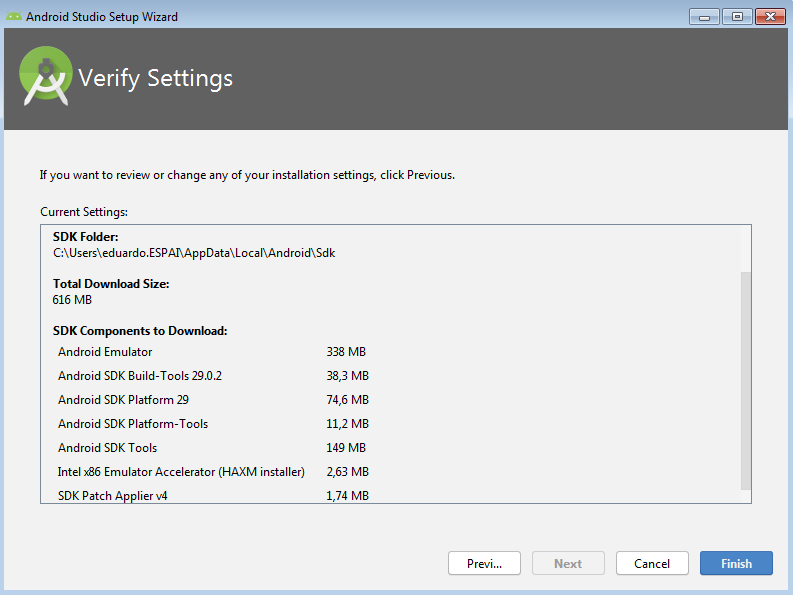 Android Studio Setup Wizard
Verify Settings
If you want to review or change any of your installation settings, click Previous.
Current Settings:
SDK Folder:
C:\Users\eduardo.ESPAI\AppData\Local\Android\Sdk
Total Download Size:
616 MB
SDK Components to Download:
Android Emulator 338 MB
Android SDK Build-Tools 29.0.2 38,3 MB
Android SDK Platform 29 74,6 MB
Android SDK Platform-Tools 11,2 MB
Android SDK Tools 149 MB
Intel x86 Emulator Accelerator (HAXM installer) 2,63 MB
SDK Patch Applier v4 1,74 MB
Previ... Next Cancel Finish